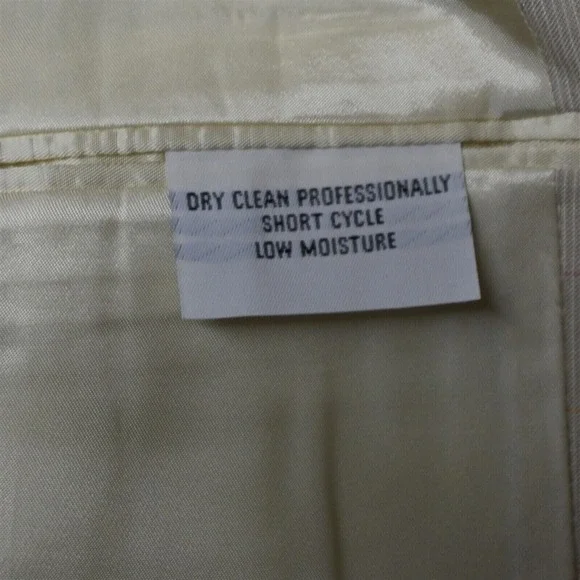 DRY CLEAN PROFESSIONALLY
SHORT CYCLE
LOW MOISTURE